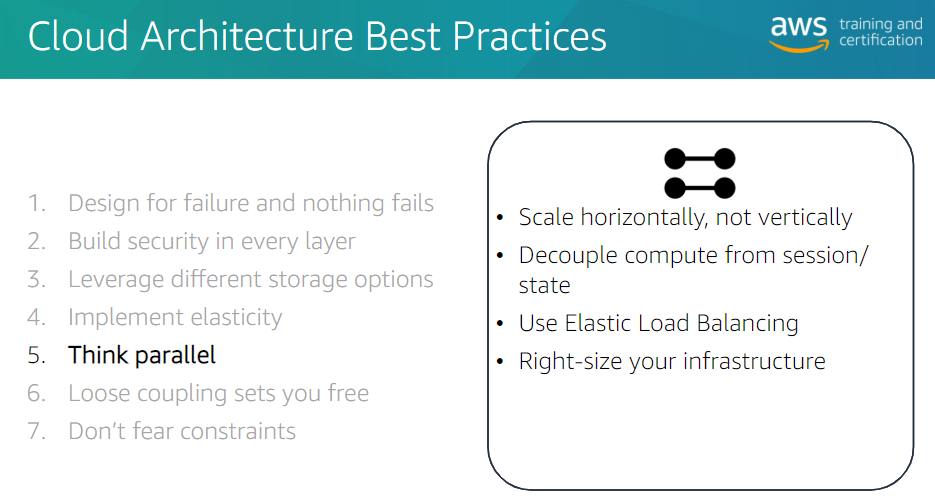 Cloud Architecture Best Practices
aws training and
certification
1. Design for failure and nothing fails
2. Build security in every layer
3. Leverage different storage options
4. Implement elasticity
5. Think parallel
6. Loose coupling sets you free
7. Don’t fear constraints
• Scale horizontally, not vertically
• Decouple compute from session/
state
• Use Elastic Load Balancing
• Right-size your infrastructure